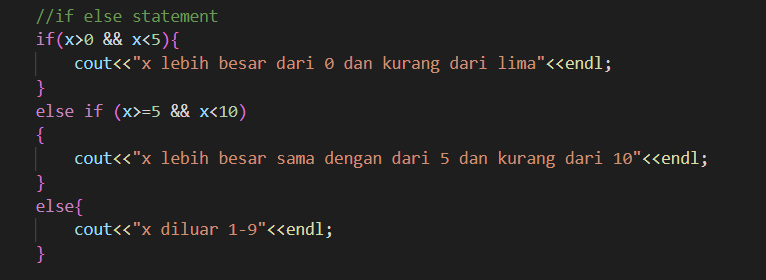 //if else statement
if(x>0 && x<5){
    cout<<"x lebih besar dari 0 dan kurang dari lima"<<endl;
}
else if (x>=5 && x<10)
{
    cout<<"x lebih besar sama dengan dari 5 dan kurang dari 10"<<endl;
}
else{
    cout<<"x diluar 1-9"<<endl;
}